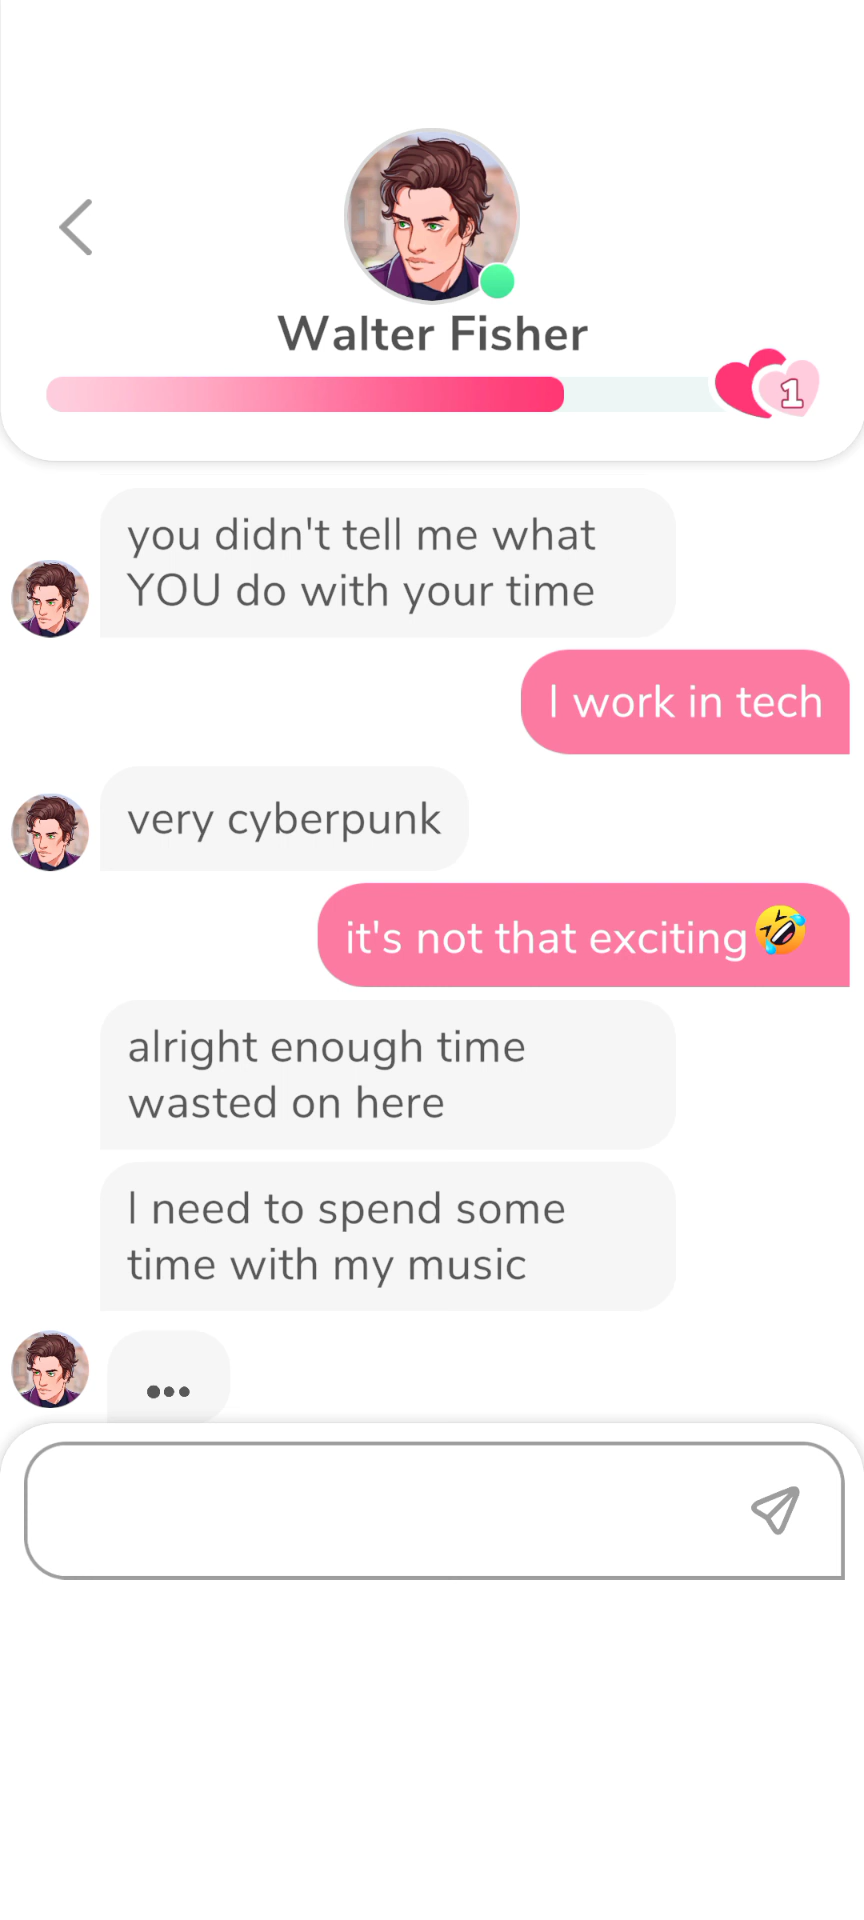 Walter Fisher
1
you didn't tell me what
YOU do with your time
I work in tech
very cyberpunk
it's not that exciting🤣
alright enough time
wasted on here
I need to spend some
time with my music
...